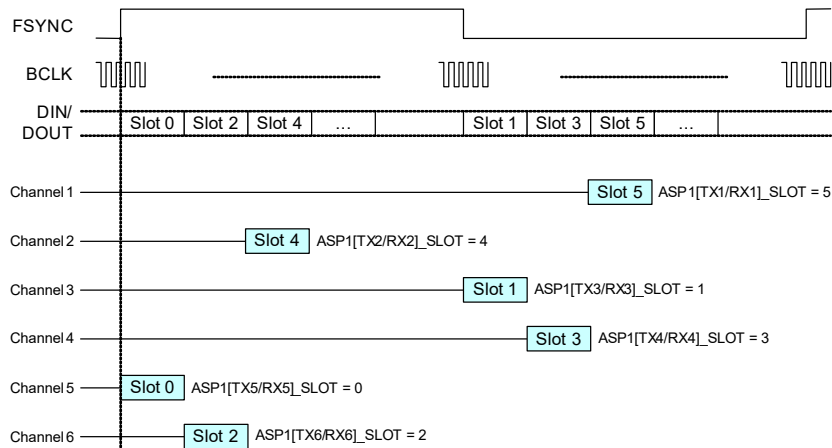 FSYNC
BCLK
DIN/
DOUT
Slot 0 Slot 2 Slot 4 ... Slot 1 Slot 3 Slot 5 ...
Channel 1 Slot 5 ASP1[TX1/RX1]_SLOT = 5
Channel 2 Slot 4 ASP1[TX2/RX2]_SLOT = 4
Channel 3 Slot 1 ASP1[TX3/RX3]_SLOT = 1
Channel 4 Slot 3 ASP1[TX4/RX4]_SLOT = 3
Channel 5 Slot 0 ASP1[TX5/RX5]_SLOT = 0
Channel 6 Slot 2 ASP1[TX6/RX6]_SLOT = 2